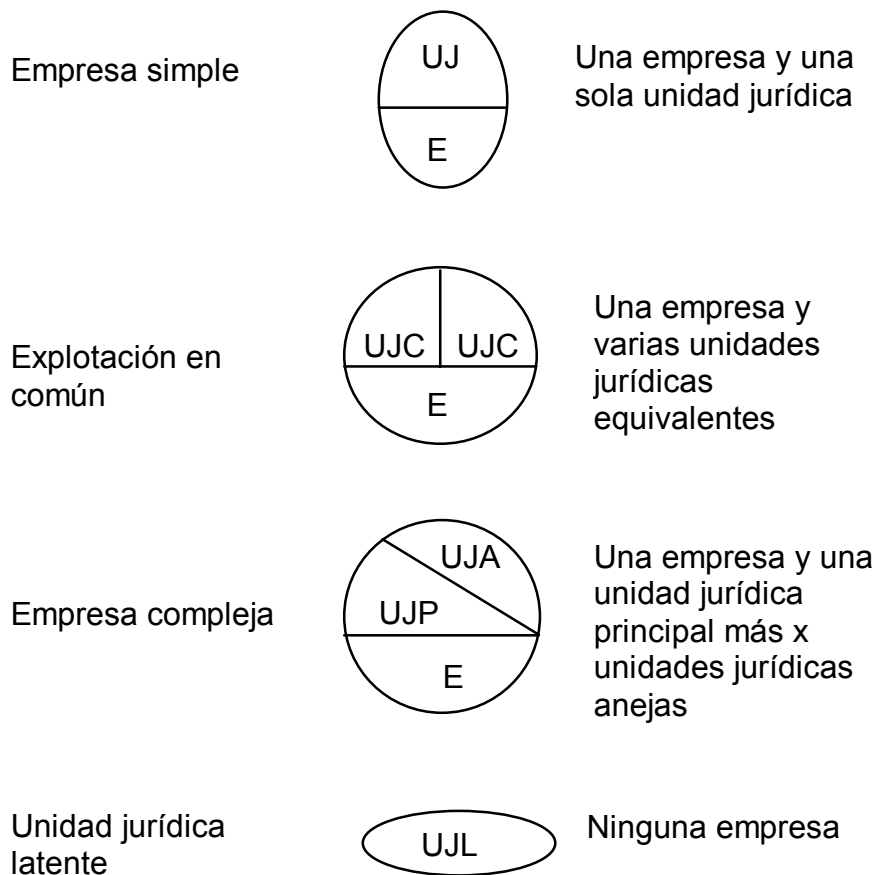 Empresa simple
UJ
E
Una empresa y una
sola unidad jurídica
Explotación en
común
UJC UJC
E
Una empresa y
varias unidades
jurídicas
equivalentes
Empresa compleja
UJA
UJP
E
Una empresa y una
unidad jurídica
principal más x
unidades jurídicas
anejas
Unidad jurídica
latente
UJL
Ninguna empresa